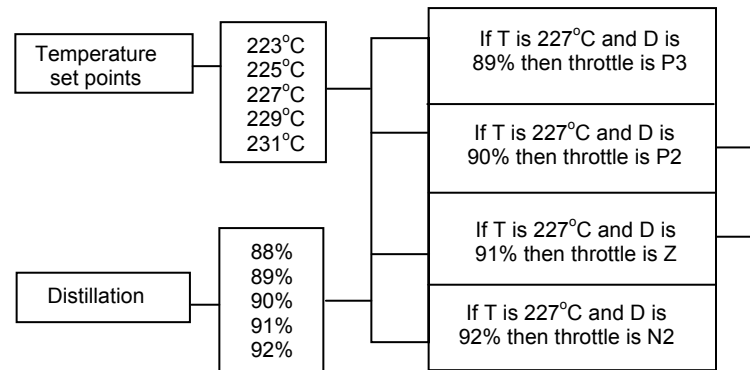 Temperature
set points
223°C
225°C
227°C
229°C
231°C
If T is 227°C and D is
89% then throttle is P3
If T is 227°C and D is
90% then throttle is P2
If T is 227°C and D is
91% then throttle is Z
If T is 227°C and D is
92% then throttle is N2
Distillation
88%
89%
90%
91%
92%